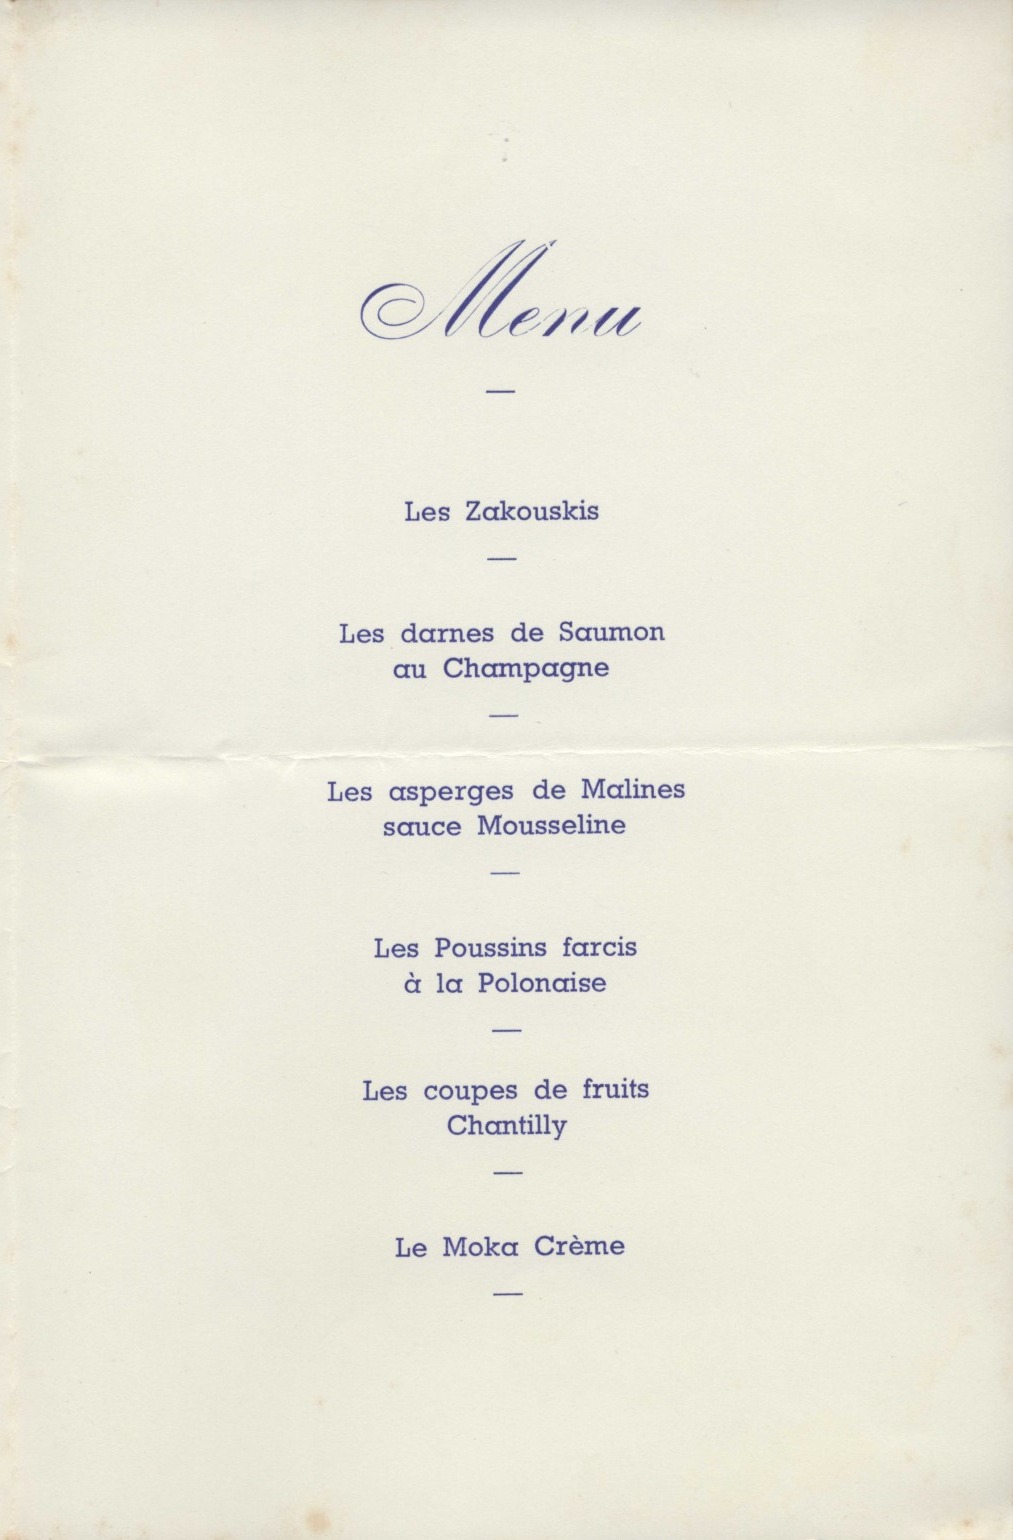 Menu
Les Zakouskis
Les darnes de Saumon
au Champagne
Les asperges de Malines
sauce Mousseline
Les Poussins farcis
à la Polonaise
Les coupes de fruits
Chantilly
Le Moka Crème